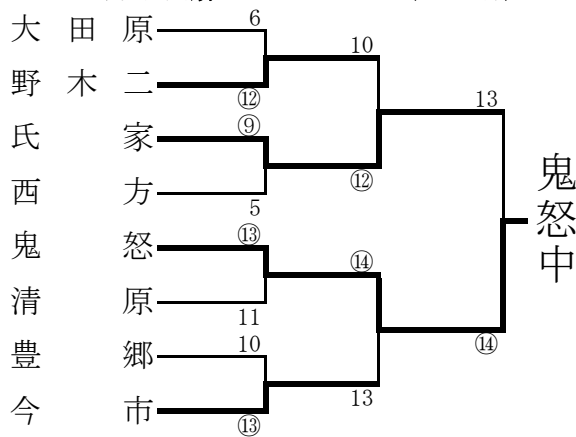 大田原 6
10
野木二 ⑫
13
氏家 ⑨
⑫
西方 5
鬼怒中
鬼怒 ⑬
⑭
清原 11
豊郷 10
⑭
13
今市 ⑬